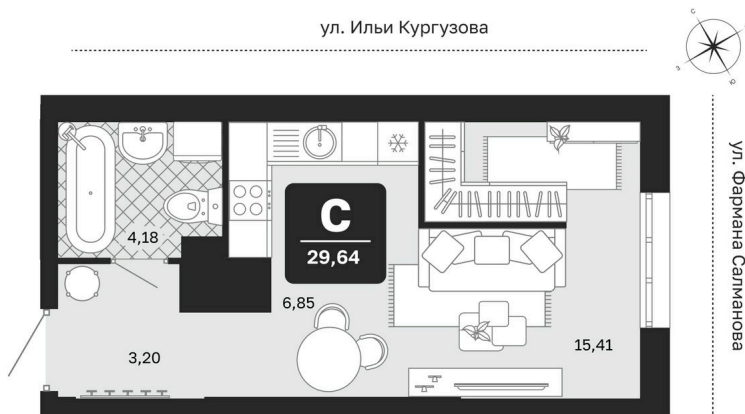 ул. Ильи Кургузова
с
з
ю
ул. Фармана Салманова
С
29,64
4,18
6,85
3,20
15,41